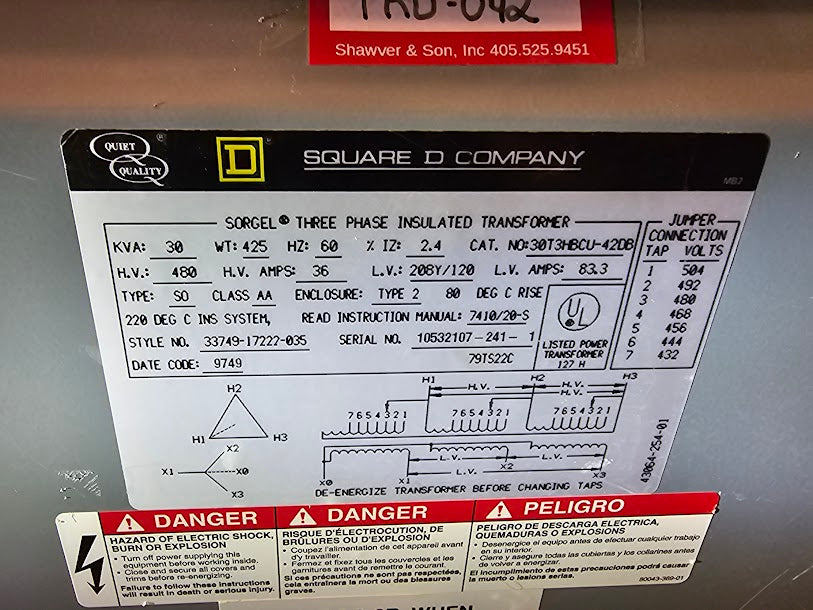 TRD-042
Shawver & Son, Inc 405.525.9451
QUIET
QUALITY
®
D
SQUARE D COMPANY
MB2
SORGEL® THREE PHASE INSULATED TRANSFORMER
KVA: 30 WT: 425 HZ: 60 % IZ: 2.4 CAT. NO: 30T3HBCU-42DB
H.V.: 480 H.V. AMPS: 36 L.V.: 208Y/120 L.V. AMPS: 83.3
TYPE: SO CLASS AA ENCLOSURE: TYPE 2 80 DEG C RISE
220 DEG C INS SYSTEM, READ INSTRUCTION MANUAL: 7410/20-S
STYLE NO. 33749-17222-035 SERIAL NO. 10532107-241- 1
DATE CODE: 9749 79TS22C
UL
LISTED POWER
TRANSFORMER
127 H
JUMPER
CONNECTION
TAP VOLTS
1 504
2 492
3 480
4 468
5 456
6 444
7 432
H2
H1 H3
X2
X1 X0
X3
H1 H2 H3
H.V. H.V.
H.V.
7 6 5 4 3 2 1 7 6 5 4 3 2 1 7 6 5 4 3 2 1
L.V. L.V.
X0 X1 L.V. X2 X3
DE-ENERGIZE TRANSFORMER BEFORE CHANGING TAPS
43064-254-01
DANGER
HAZARD OF ELECTRIC SHOCK,
BURN OR EXPLOSION
• Turn off power supplying this
equipment before working inside.
• Close and secure all covers and
trims before re-energizing.
Failure to follow these instructions
will result in death or serious injury.
DANGER
RISQUE D'ÉLECTROCUTION, DE
BRÛLURES OU D'EXPLOSION
• Coupez l'alimentation de cet appareil avant
d'y travailler.
• Fermez et fixez tous les couvercles et les
garnitures avant de remettre le courant.
Si ces précautions ne sont pas respectées,
cela entraînera la mort ou des blessures
graves.
PELIGRO
PELIGRO DE DESCARGA ELECTRICA,
QUEMADURAS O EXPLOSIONES
• Desenergice el equipo antes de efectuar cualquier trabajo
en su interior.
• Cierre y asegure todas las cubiertas y los collarines antes
de volver a energizar.
El incumplimiento de estas precauciones podrá causar
la muerte o lesiones serias.
80043-369-01
WHEN